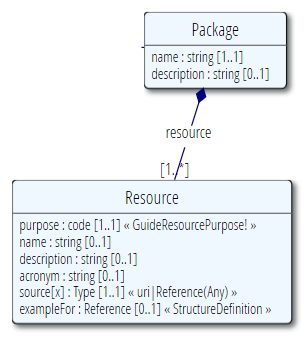 Package
name : string [1..1]
description : string [0..1]
resource
[1..*]
Resource
purpose : code [1..1] « GuideResourcePurpose! »
name : string [0..1]
description : string [0..1]
acronym : string [0..1]
source[x] : Type [1..1] « uri|Reference(Any) »
exampleFor : Reference [0..1] « StructureDefinition »